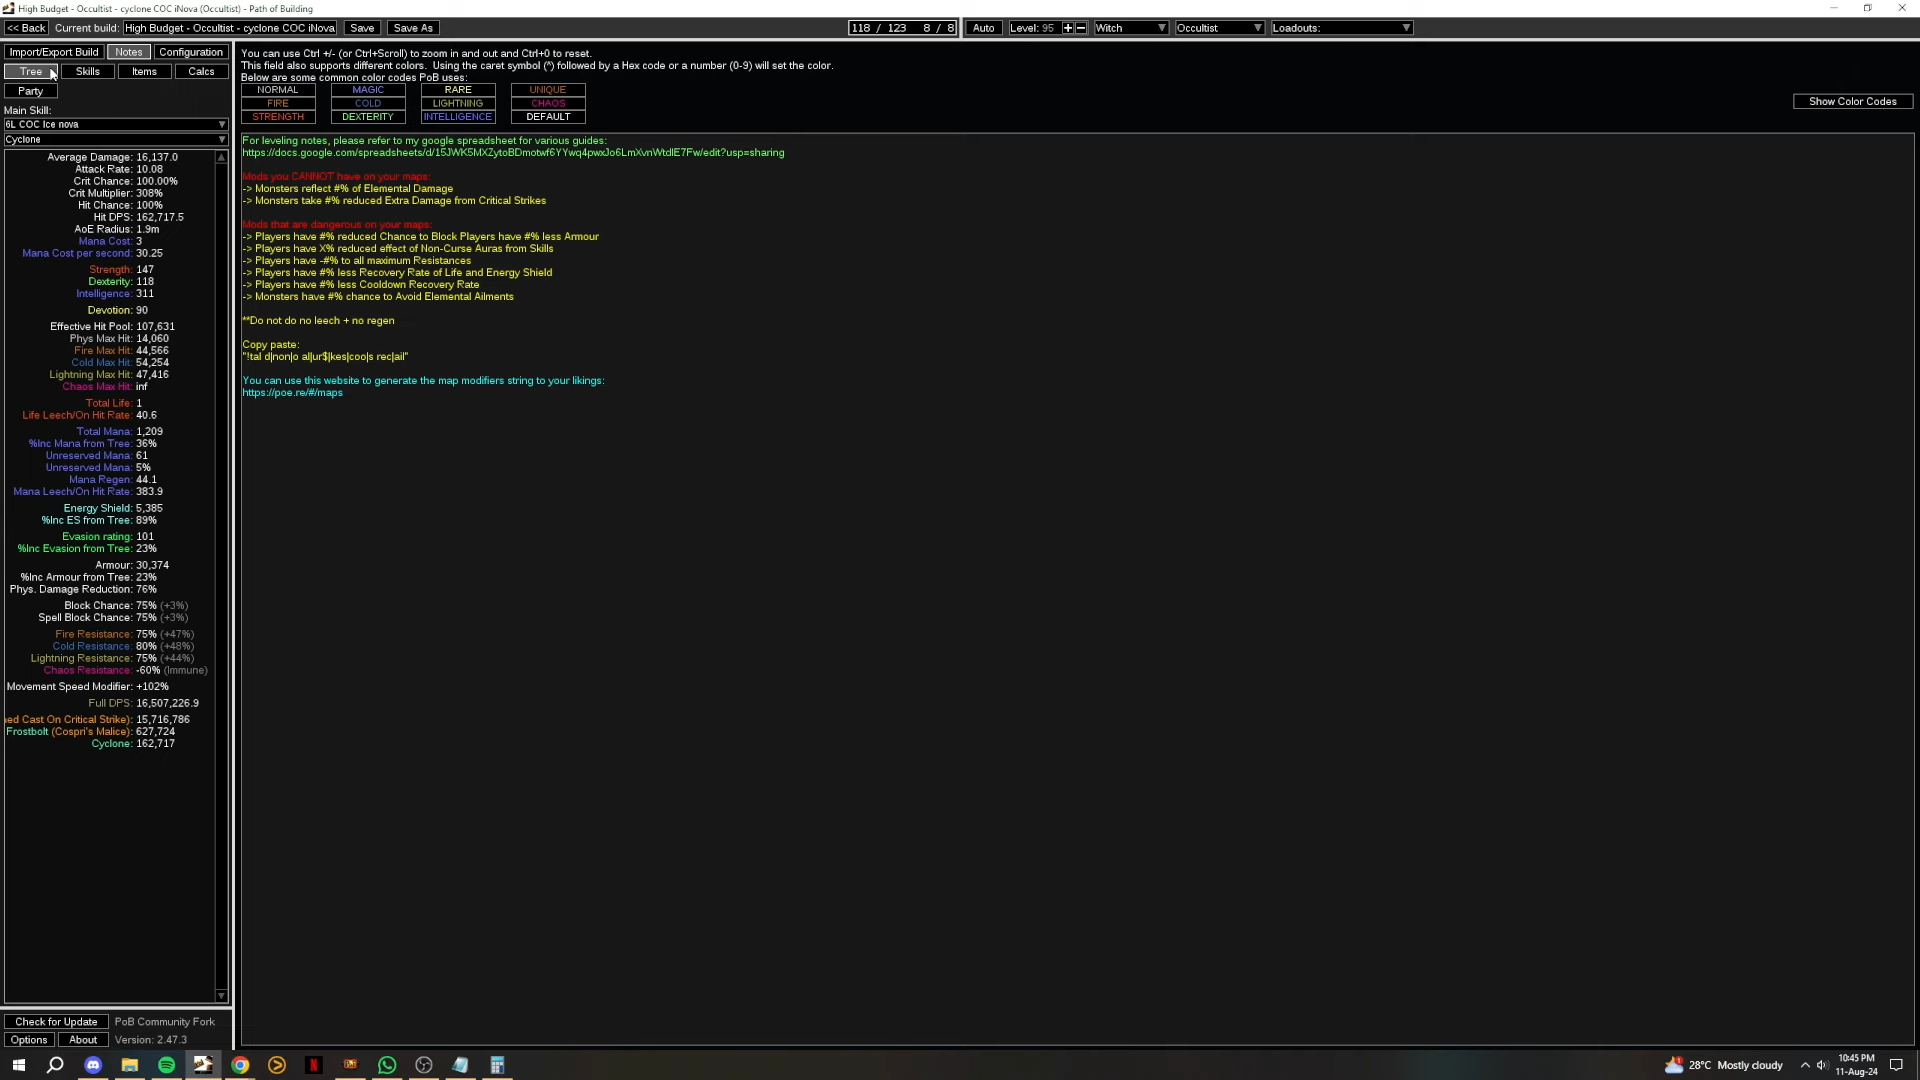 High Budget - Occultist - cyclone COC iNova (Occultist) - Path of Building
<< Back Current build: High Budget - Occultist - cyclone COC iNova Save Save As 118 / 123 8 / 8 Auto Level: 95 + - Witch Occultist Loadouts:
Import/Export Build Notes Configuration
Tree Skills Items Calcs
Party
Main Skill:
6L COC Ice nova
Cyclone
Average Damage: 16,137.0
Attack Rate: 10.08
Crit Chance: 100.00%
Crit Multiplier: 308%
Hit Chance: 100%
Hit DPS: 162,717.5
AoE Radius: 1.9m
Mana Cost: 3
Mana Cost per second: 30.25
Strength: 147
Dexterity: 118
Intelligence: 311
Devotion: 90
Effective Hit Pool: 107,631
Phys Max Hit: 14,060
Fire Max Hit: 44,566
Cold Max Hit: 54,254
Lightning Max Hit: 47,416
Chaos Max Hit: inf
Total Life: 1
Life Leech/On Hit Rate: 40.6
Total Mana: 1,209
%Inc Mana from Tree: 36%
Unreserved Mana: 61
Unreserved Mana: 5%
Mana Regen: 44.1
Mana Leech/On Hit Rate: 383.9
Energy Shield: 5,385
%Inc ES from Tree: 89%
Evasion rating: 101
%Inc Evasion from Tree: 23%
Armour: 30,374
%Inc Armour from Tree: 23%
Phys. Damage Reduction: 76%
Block Chance: 75% (+3%)
Spell Block Chance: 75% (+3%)
Fire Resistance: 75% (+47%)
Cold Resistance: 80% (+48%)
Lightning Resistance: 75% (+44%)
Chaos Resistance: -60% (Immune)
Movement Speed Modifier: +102%
Full DPS: 16,507,226.9
ed Cast On Critical Strike): 15,716,786
Frostbolt (Cospri's Malice): 627,724
Cyclone: 162,717
Check for Update PoB Community Fork
Options About Version: 2.47.3
You can use Ctrl +/- (or Ctrl+Scroll) to zoom in and out and Ctrl+0 to reset.
This field also supports different colors. Using the caret symbol (^) followed by a Hex code or a number (0-9) will set the color.
Below are some common color codes PoB uses:
NORMAL MAGIC RARE UNIQUE
FIRE COLD LIGHTNING CHAOS
STRENGTH DEXTERITY INTELLIGENCE DEFAULT
Show Color Codes
For leveling notes, please refer to my google spreadsheet for various guides:
https://docs.google.com/spreadsheets/d/15JWK5MXZytoBDmotwf6YYwq4pwxJo6LmXvnWtdlE7Fw/edit?usp=sharing
Mods you CANNOT have on your maps:
-> Monsters reflect #% of Elemental Damage
-> Monsters take #% reduced Extra Damage from Critical Strikes
Mods that are dangerous on your maps:
-> Players have #% reduced Chance to Block Players have #% less Armour
-> Players have X% reduced effect of Non-Curse Auras from Skills
-> Players have -#% to all maximum Resistances
-> Players have #% less Recovery Rate of Life and Energy Shield
-> Players have #% less Cooldown Recovery Rate
-> Monsters have #% chance to Avoid Elemental Ailments
**Do not do no leech + no regen
Copy paste:
"!tal d|non|o al|ur$|kes|coo|s rec|ail"
You can use this website to generate the map modifiers string to your likings:
https://poe.re/#/maps
28°C Mostly cloudy
10:45 PM
11-Aug-24